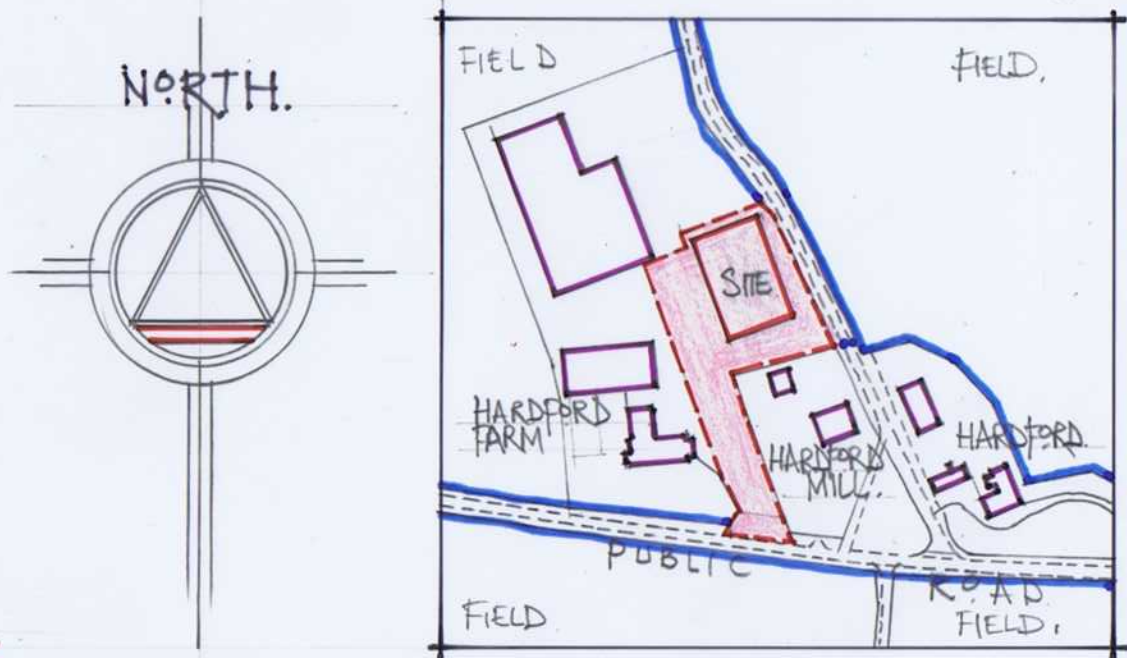 NORTH.
FIELD
FIELD.
SITE
HARDFORD
FARM
HARDFORD
MILL.
HARDFORD.
PUBLIC ROAD
FIELD
FIELD.